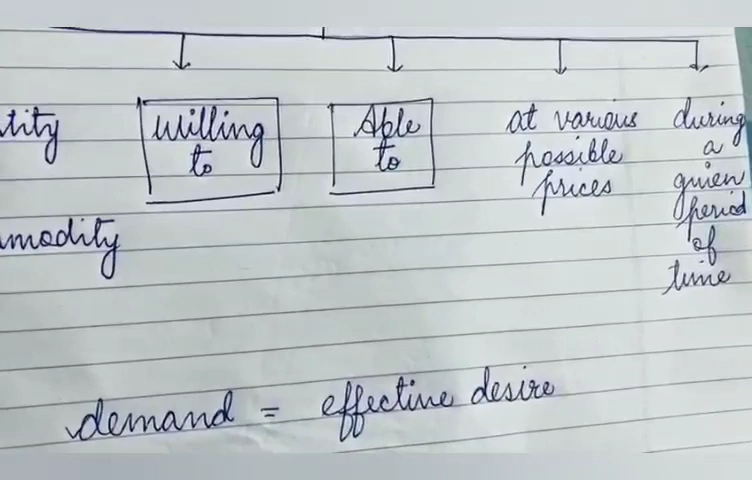 tity
modity
willing
to
Able
to
at various
possible
prices
during
a
given
period
of
time
demand = effective desire